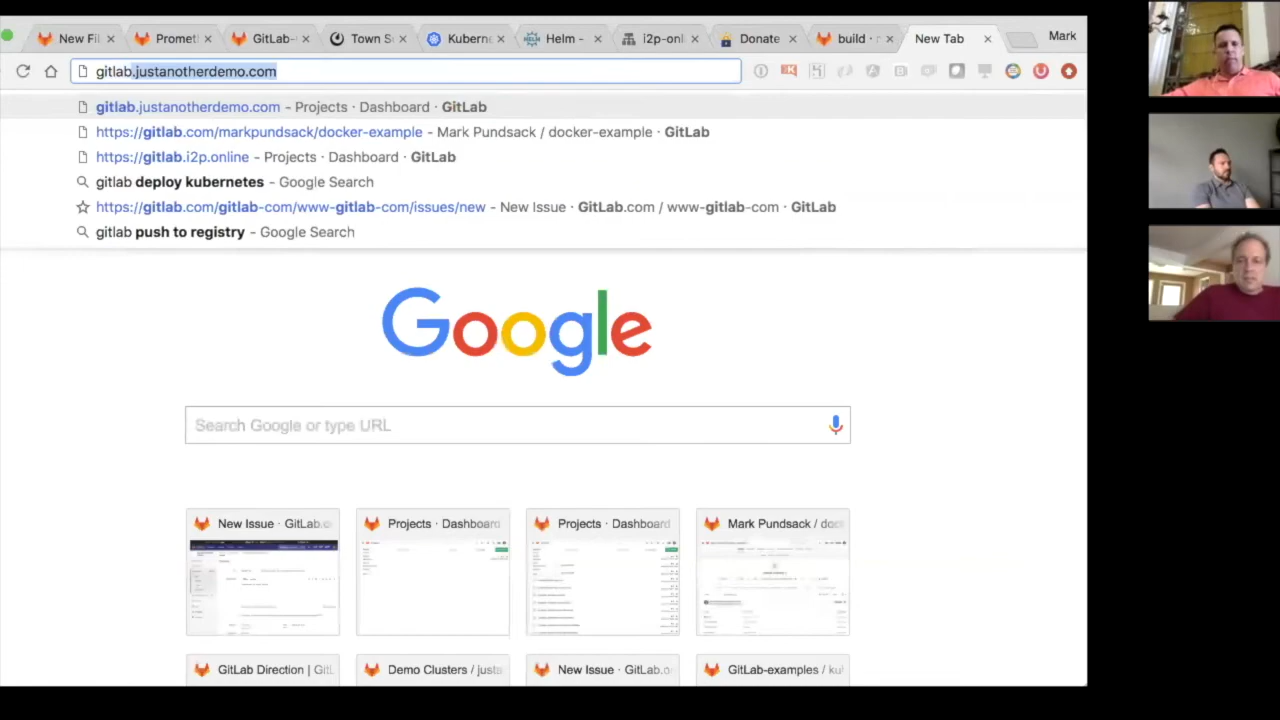 New Fil
Promet
GitLab-
Town S
Kuberne
Helm -
i2p-onl
Donate
build ·
New Tab
Mark
gitlab.justanotherdemo.com
gitlab.justanotherdemo.com – Projects · Dashboard · GitLab
https://gitlab.com/markpundsack/docker-example – Mark Pundsack / docker-example · GitLab
https://gitlab.i2p.online – Projects · Dashboard · GitLab
gitlab deploy kubernetes – Google Search
https://gitlab.com/gitlab-com/www-gitlab-com/issues/new – New Issue · GitLab.com / www-gitlab-com · GitLab
gitlab push to registry – Google Search
Google
Search Google or type URL
New Issue · GitLab.
Projects · Dashboard
Projects · Dashboard
Mark Pundsack / doc
GitLab Direction | Git
Demo Clusters / just
New Issue · GitLab.
GitLab-examples / ku